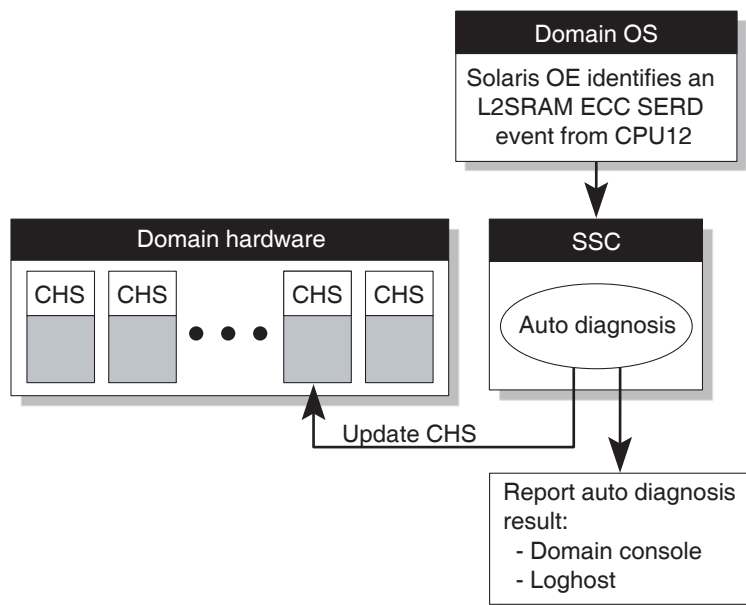 Domain OS
Solaris OE identifies an
L2SRAM ECC SERD
event from CPU12
Domain hardware
CHS
CHS
CHS
CHS
SSC
Auto diagnosis
Update CHS
Report auto diagnosis
result:
- Domain console
- Loghost